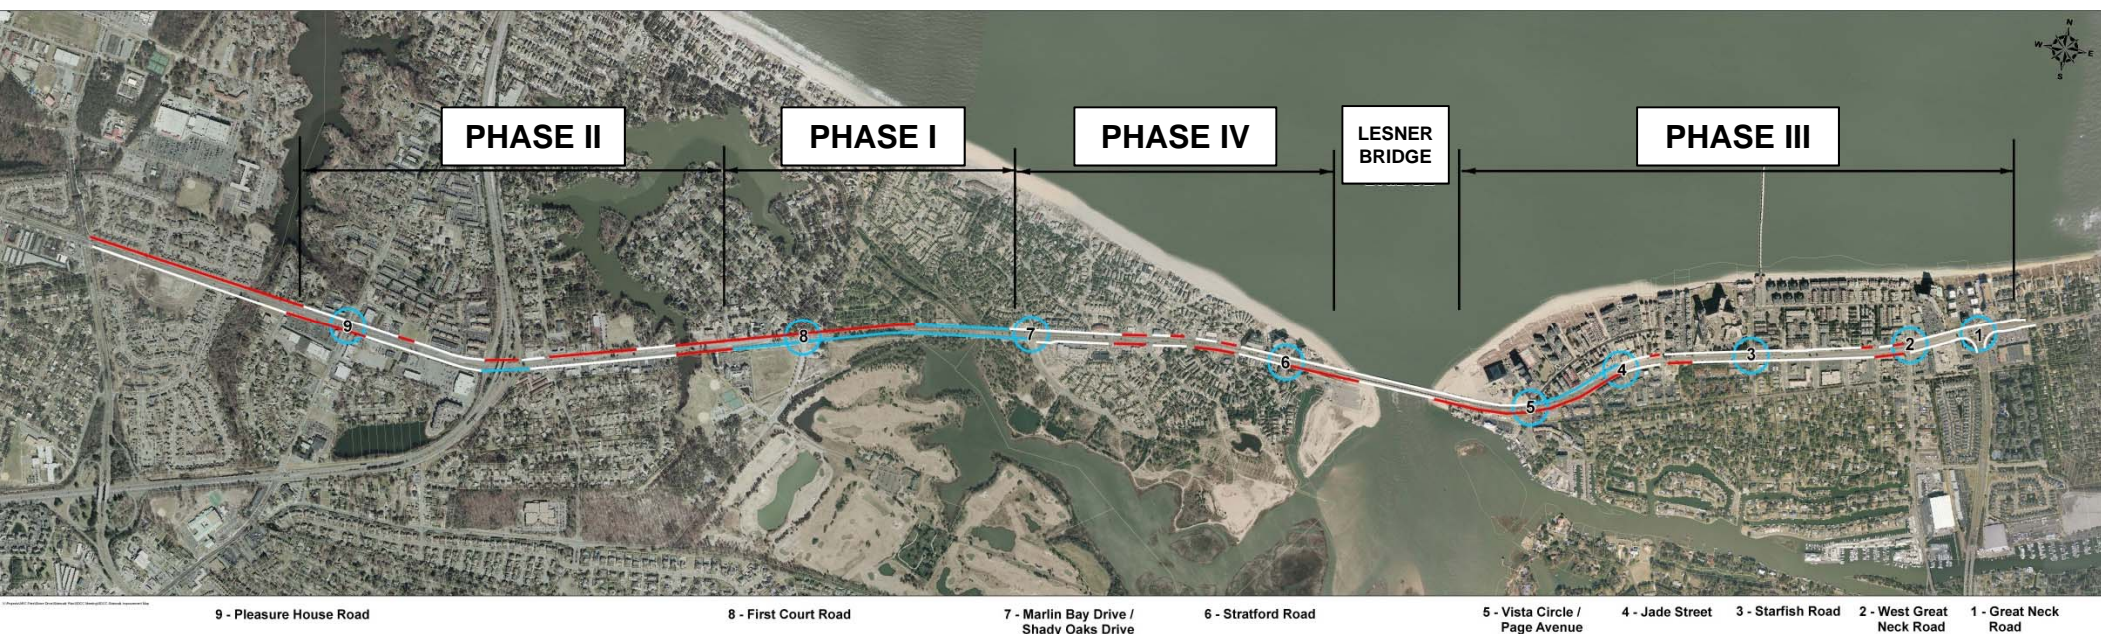 N
W
E
S
PHASE II
PHASE I
PHASE IV
LESNER
BRIDGE
PHASE III
9
8
7
6
5
4
3
2
1
9 - Pleasure House Road
8 - First Court Road
7 - Marlin Bay Drive /
Shady Oaks Drive
6 - Stratford Road
5 - Vista Circle /
Page Avenue
4 - Jade Street
3 - Starfish Road
2 - West Great
Neck Road
1 - Great Neck
Road